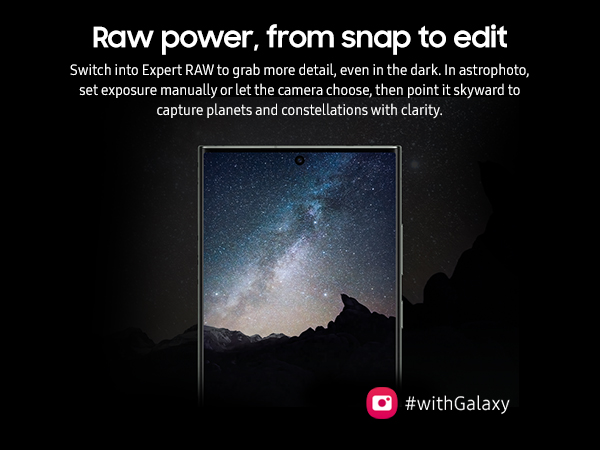 Raw power, from snap to edit
Switch into Expert RAW to grab more detail, even in the dark. In astrophoto,
set exposure manually or let the camera choose, then point it skyward to
capture planets and constellations with clarity.
#withGalaxy